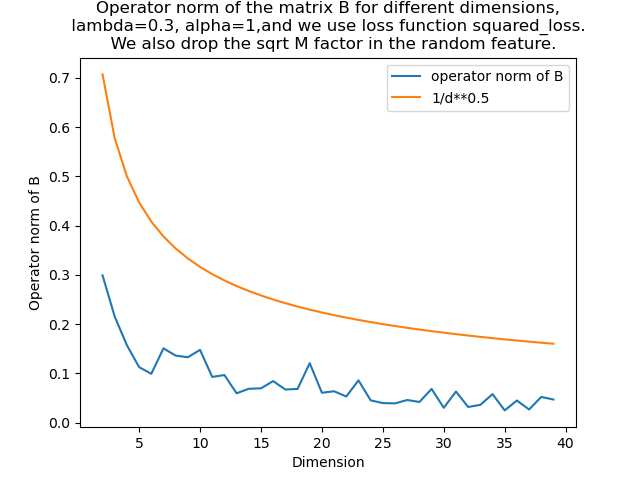 Operator norm of the matrix B for different dimensions,
lambda=0.3, alpha=1,and we use loss function squared_loss.
We also drop the sqrt M factor in the random feature.
operator norm of B
1/d**0.5
Operator norm of B
0.7
0.6
0.5
0.4
0.3
0.2
0.1
0.0
5 10 15 20 25 30 35 40
Dimension